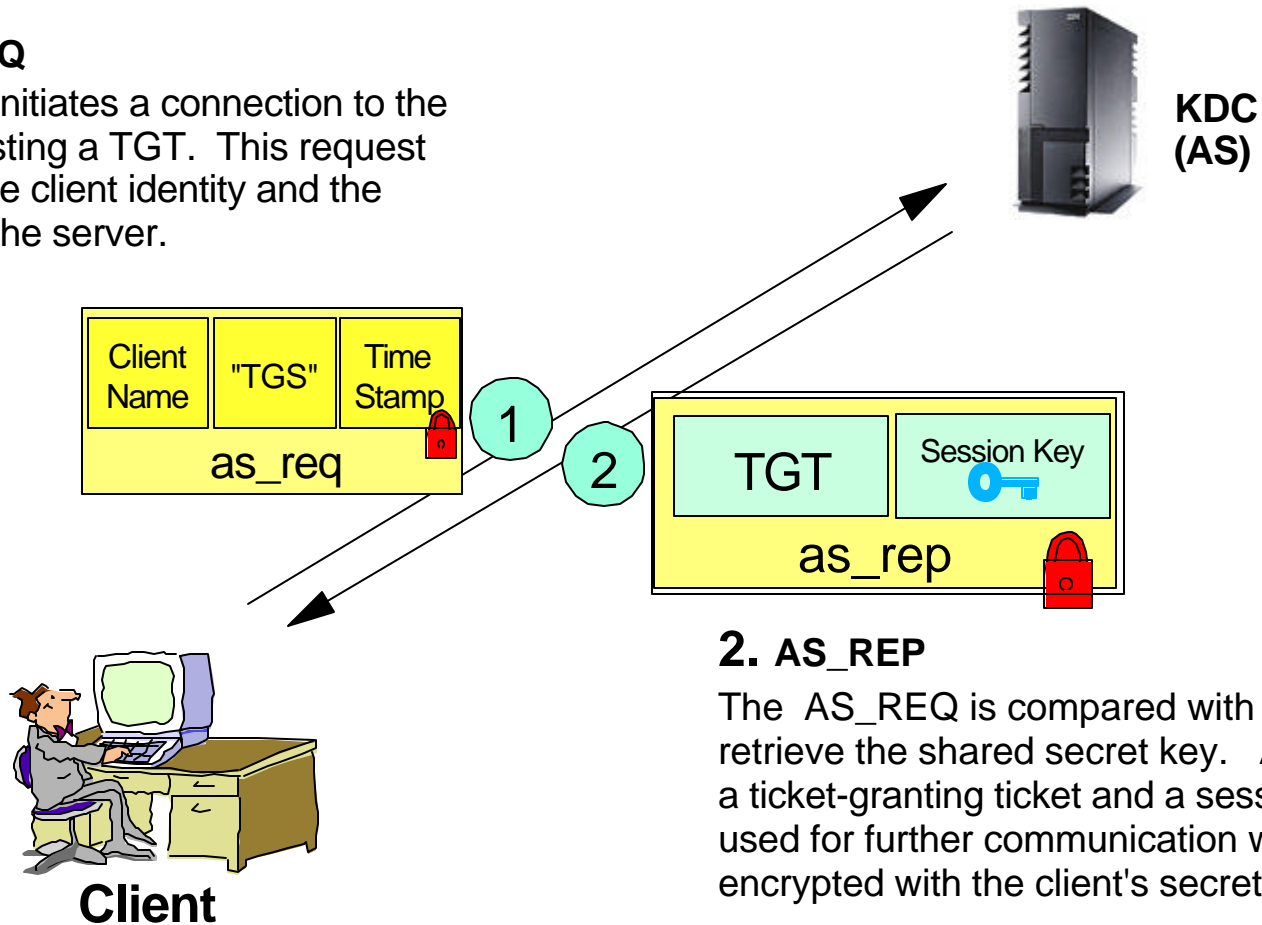 Q
nitiates a connection to the
sting a TGT. This request
e client identity and the
he server.
KDC
(AS)
Client
Name
"TGS"
Time
Stamp
as_req
1
2
TGT
Session Key
as_rep
Client
2. AS_REP
The AS_REQ is compared with
retrieve the shared secret key.
a ticket-granting ticket and a sess
used for further communication w
encrypted with the client's secret